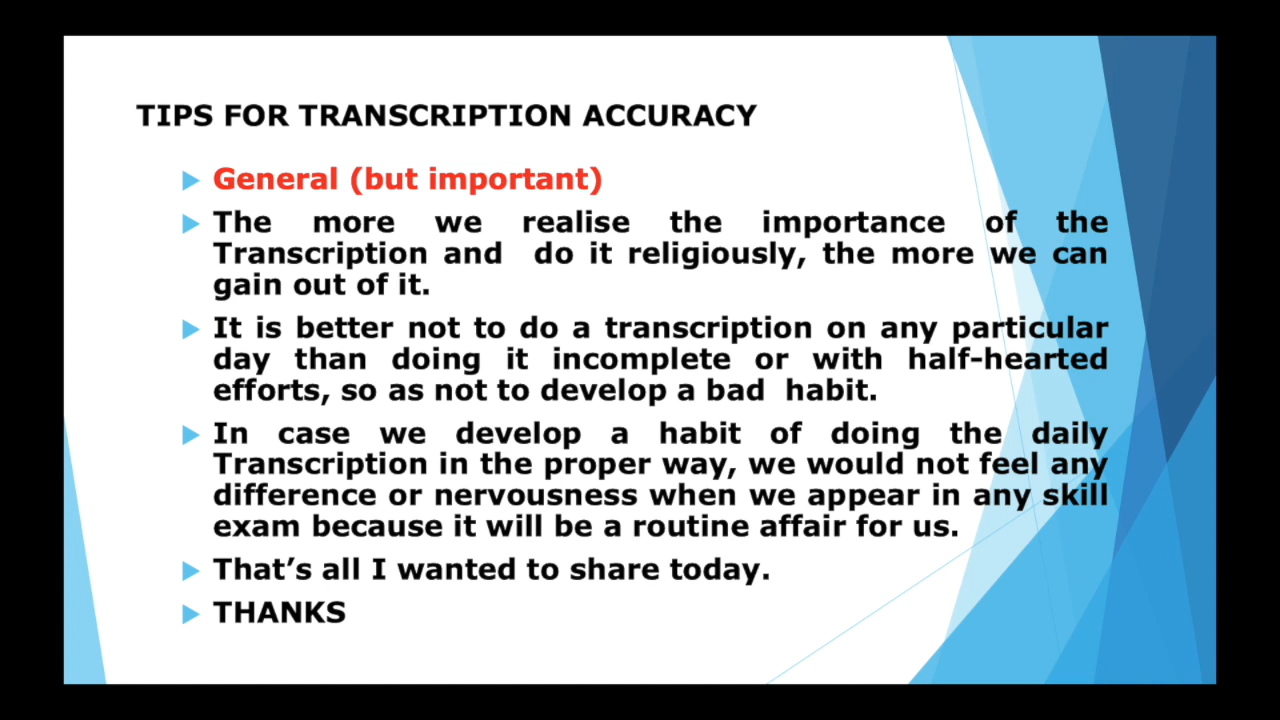 TIPS FOR TRANSCRIPTION ACCURACY
General (but important)
The more we realise the importance of the
Transcription and do it religiously, the more we can
gain out of it.
It is better not to do a transcription on any particular
day than doing it incomplete or with half-hearted
efforts, so as not to develop a bad habit.
In case we develop a habit of doing the daily
Transcription in the proper way, we would not feel any
difference or nervousness when we appear in any skill
exam because it will be a routine affair for us.
That’s all I wanted to share today.
THANKS